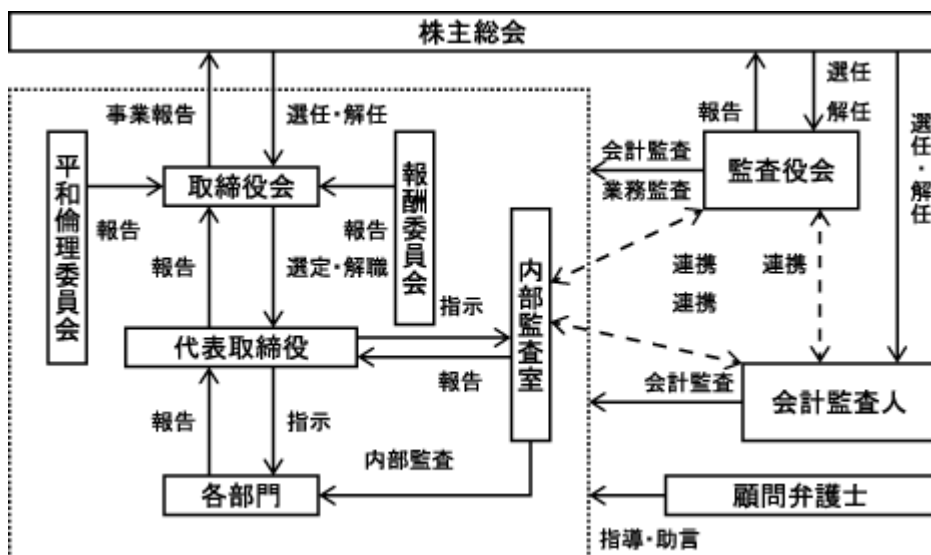 株主総会
事業報告
選任・解任
報告
選任
解任
選任・解任
平和倫理委員会
報告
取締役会
報酬委員会
報告
会計監査
業務監査
監査役会
報告
選定・解職
内部監査室
連携
連携
連携
指示
代表取締役
報告
会計監査
会計監査人
報告
指示
内部監査
各部門
顧問弁護士
指導・助言